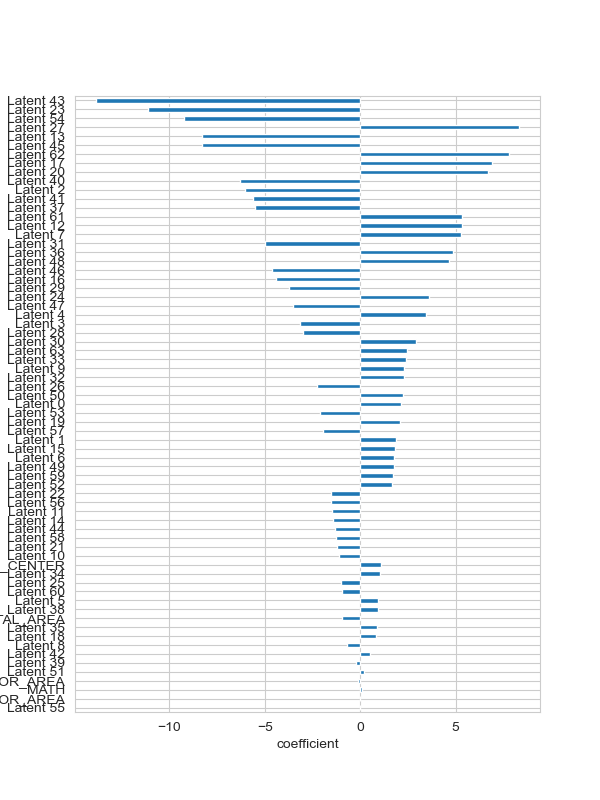 Latent 43
Latent 23
Latent 54
Latent 27
Latent 13
Latent 45
Latent 62
Latent 17
Latent 20
Latent 40
Latent 2
Latent 41
Latent 37
Latent 61
Latent 12
Latent 7
Latent 31
Latent 36
Latent 48
Latent 46
Latent 16
Latent 29
Latent 24
Latent 47
Latent 4
Latent 3
Latent 28
Latent 30
Latent 63
Latent 33
Latent 9
Latent 32
Latent 26
Latent 50
Latent 0
Latent 53
Latent 19
Latent 57
Latent 1
Latent 15
Latent 6
Latent 49
Latent 59
Latent 52
Latent 22
Latent 56
Latent 11
Latent 14
Latent 44
Latent 58
Latent 21
Latent 10
_CENTER
Latent 34
Latent 25
Latent 60
Latent 5
Latent 38
TAL_AREA
Latent 35
Latent 18
Latent 8
Latent 42
Latent 39
Latent 51
OR_AREA
_MATH
OR_AREA
Latent 55
−10 −5 0 5
coefficient